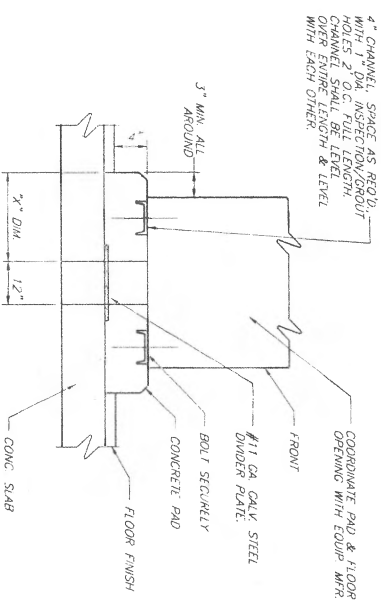 4" CHANNEL, SPACE AS REQ'D.,
WITH 1" DIA. INSPECTION/GROUT
HOLES 2' O.C. FULL LENGTH.
CHANNEL SHALL BE LEVEL
OVER ENTIRE LENGTH & LEVEL
WITH EACH OTHER.
3" MIN. ALL
AROUND
4"
"X" DIM.
12"
COORDINATE PAD & FLOOR
OPENING WITH EQUIP. MFR.
FRONT
#11 GA. GALV. STEEL
DIVIDER PLATE.
BOLT SECURELY
CONCRETE PAD
FLOOR FINISH
CONC. SLAB